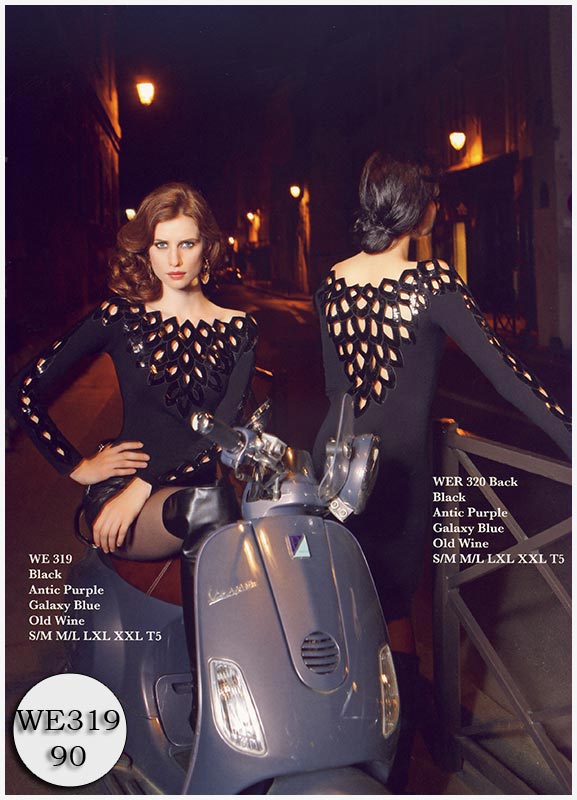 WER 320 Back
Black
Antic Purple
Galaxy Blue
Old Wine
S/M M/L LXL XXL T5
WE 319
Black
Antic Purple
Galaxy Blue
Old Wine
S/M M/L LXL XXL T5
WE319
90